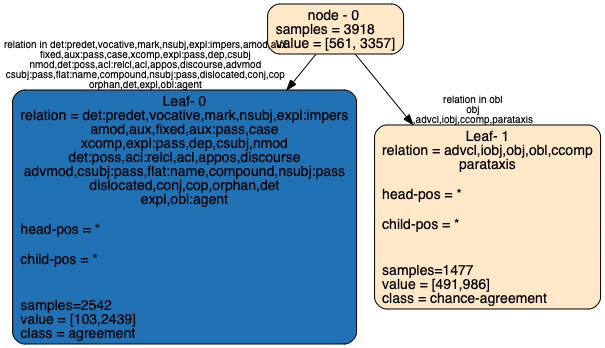 node - 0
samples = 3918
value = [561, 3357]
relation in det:predet,vocative,mark,nsubj,expl:impers,amod,aux
fixed,aux:pass,case,xcomp,expl:pass,dep,csubj
nmod,det:poss,acl:relcl,acl,appos,discourse,advmod
csubj:pass,flat:name,compound,nsubj:pass,dislocated,conj,cop
orphan,det,expl,obl:agent
Leaf- 0
relation = det:predet,vocative,mark,nsubj,expl:impers
amod,aux,fixed,aux:pass,case
xcomp,expl:pass,dep,csubj,nmod
det:poss,acl:relcl,acl,appos,discourse
advmod,csubj:pass,flat:name,compound,nsubj:pass
dislocated,conj,cop,orphan,det
expl,obl:agent
head-pos = *
child-pos = *
samples=2542
value = [103,2439]
class = agreement
relation in obl
obj
advcl,iobj,ccomp,parataxis
Leaf- 1
relation = advcl,iobj,obj,obl,ccomp
parataxis
head-pos = *
child-pos = *
samples=1477
value = [491,986]
class = chance-agreement